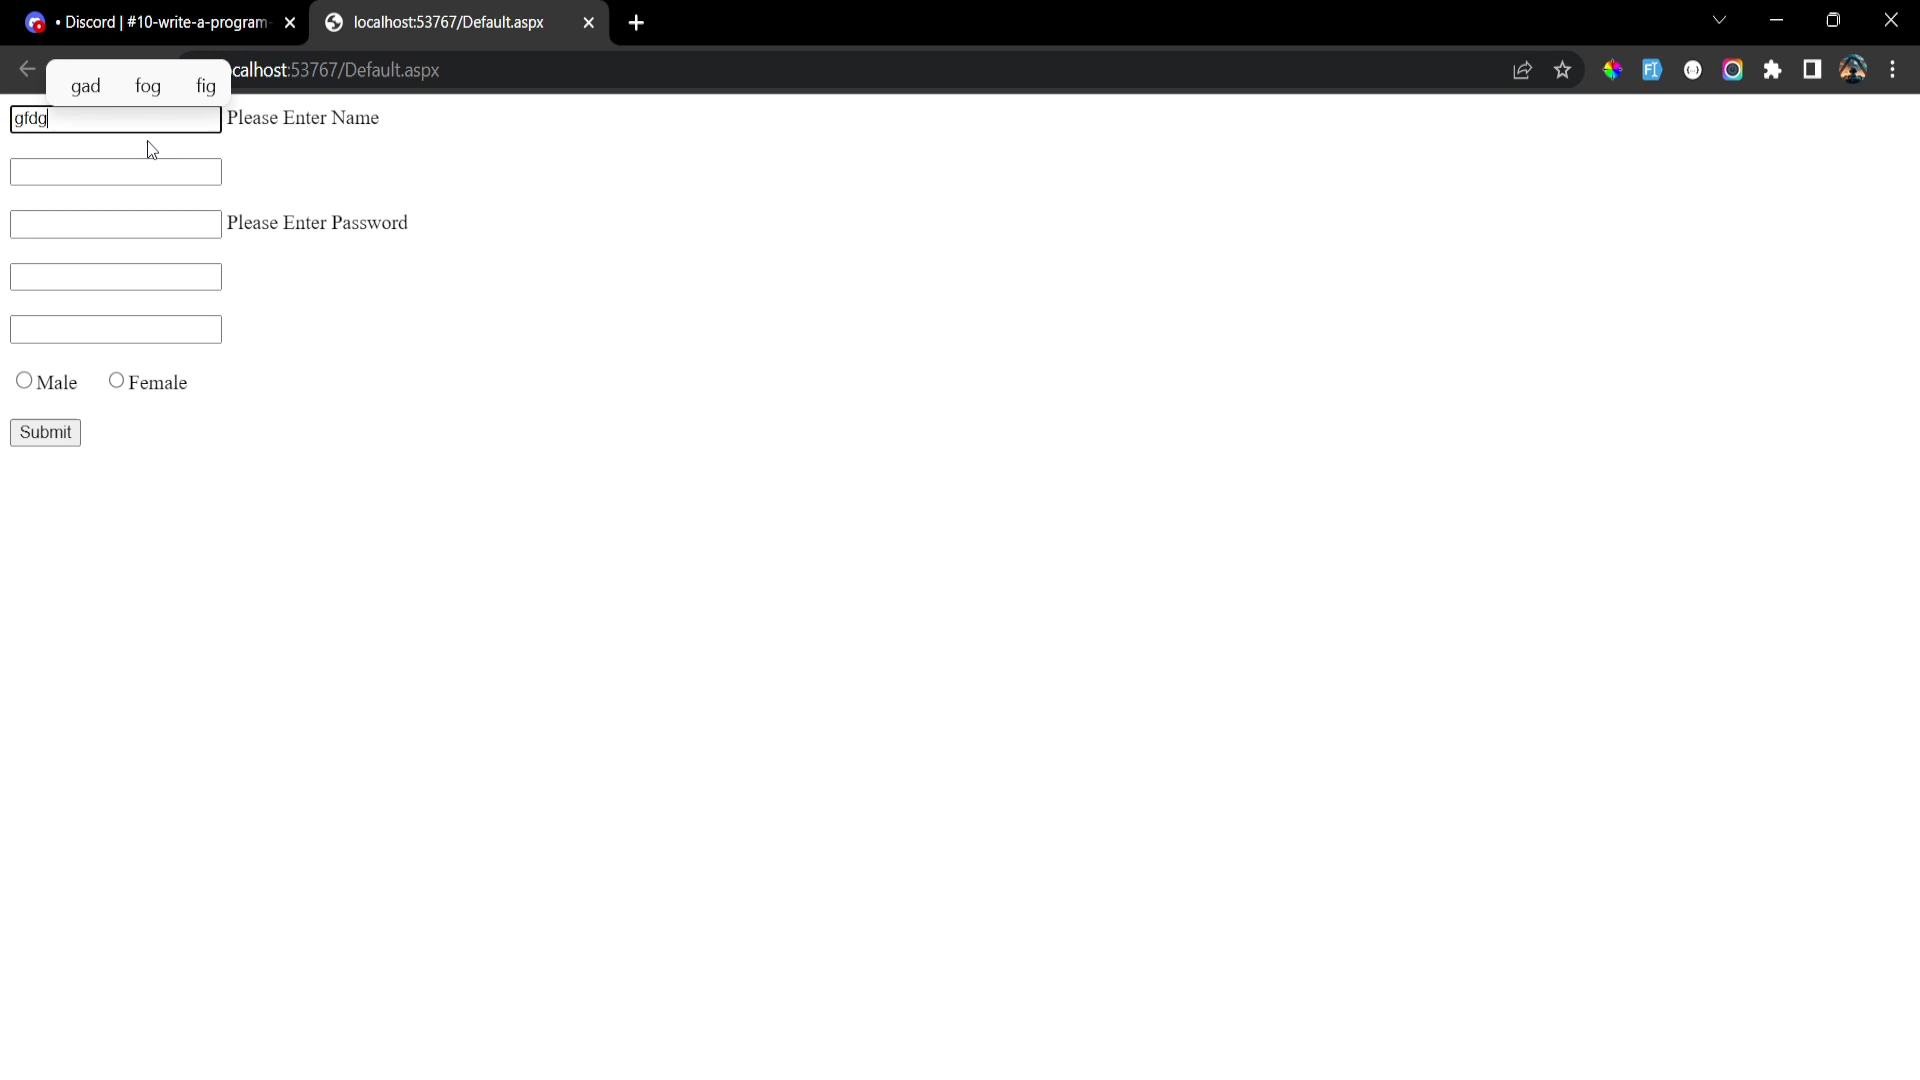 • Discord | #10-write-a-program-
localhost:53767/Default.aspx
calhost:53767/Default.aspx
gad fog fig
gfdg Please Enter Name
Please Enter Password
Male Female
Submit